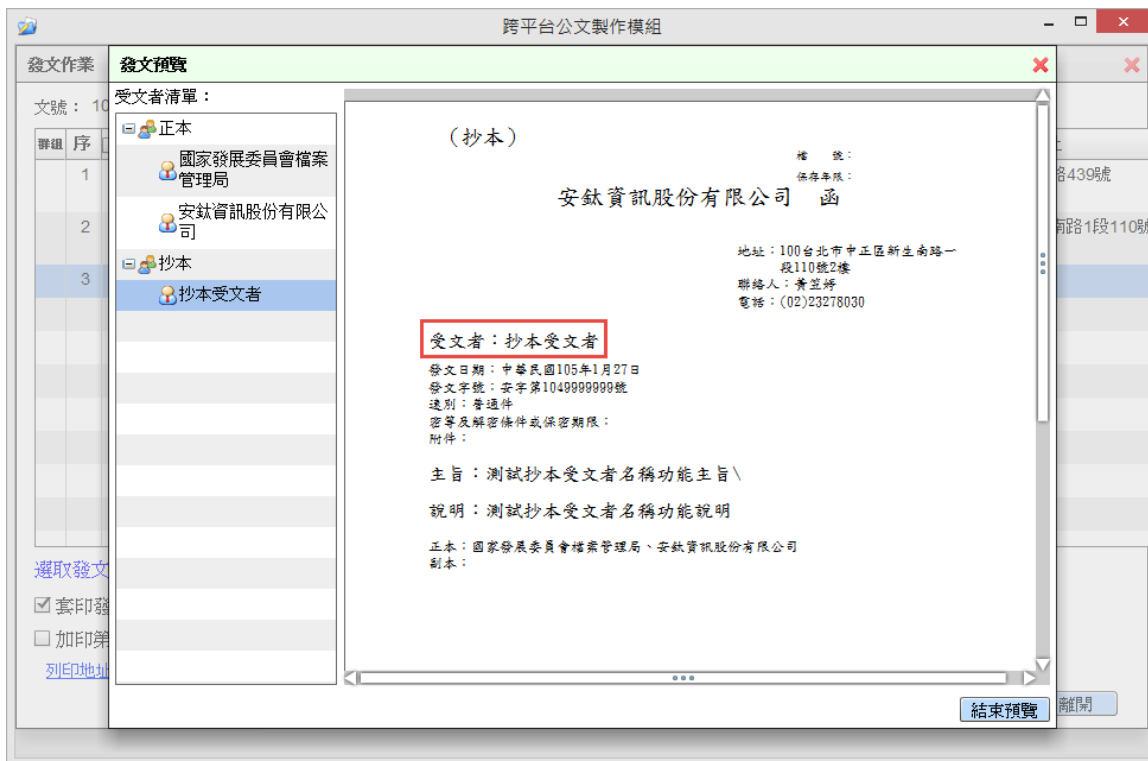 跨平台公文製作模組
發文作業
發文預覽
文號： 10
受文者清單：
群組 序
1
2
3
正本
國家發展委員會檔案
管理局
安鈦資訊股份有限公
司
抄本
抄本受文者
（抄本）
檔　號：
保存年限：
安鈦資訊股份有限公司　函
地址：100台北市中正區新生南路一
段110號2樓
聯絡人：黃笠婷
電話：(02)23278030
受文者：抄本受文者
發文日期：中華民國105年1月27日
發文字號：安字第1049999999號
速別：普通件
密等及解密條件或保密期限：
附件：
主旨：測試抄本受文者名稱功能主旨\
說明：測試抄本受文者名稱功能說明
正本：國家發展委員會檔案管理局、安鈦資訊股份有限公司
副本：
路439號
南路1段110號
選取發文
套印發
加印第
列印地址
結束預覽
離開